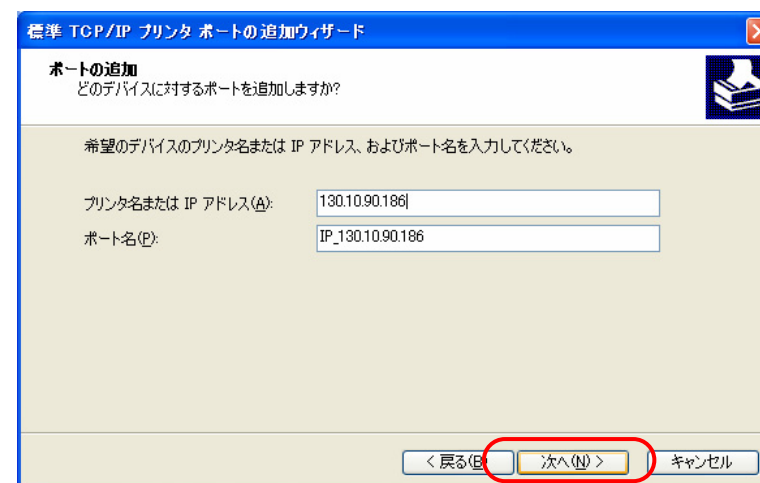 標準 TCP/IP プリンタ ポートの追加ウィザード
ポートの追加
どのデバイスに対するポートを追加しますか?
希望のデバイスのプリンタ名または IP アドレス、およびポート名を入力してください。
プリンタ名または IP アドレス(A): 130.10.90.186
ポート名(P): IP_130.10.90.186
< 戻る(B) 次へ(N) > キャンセル